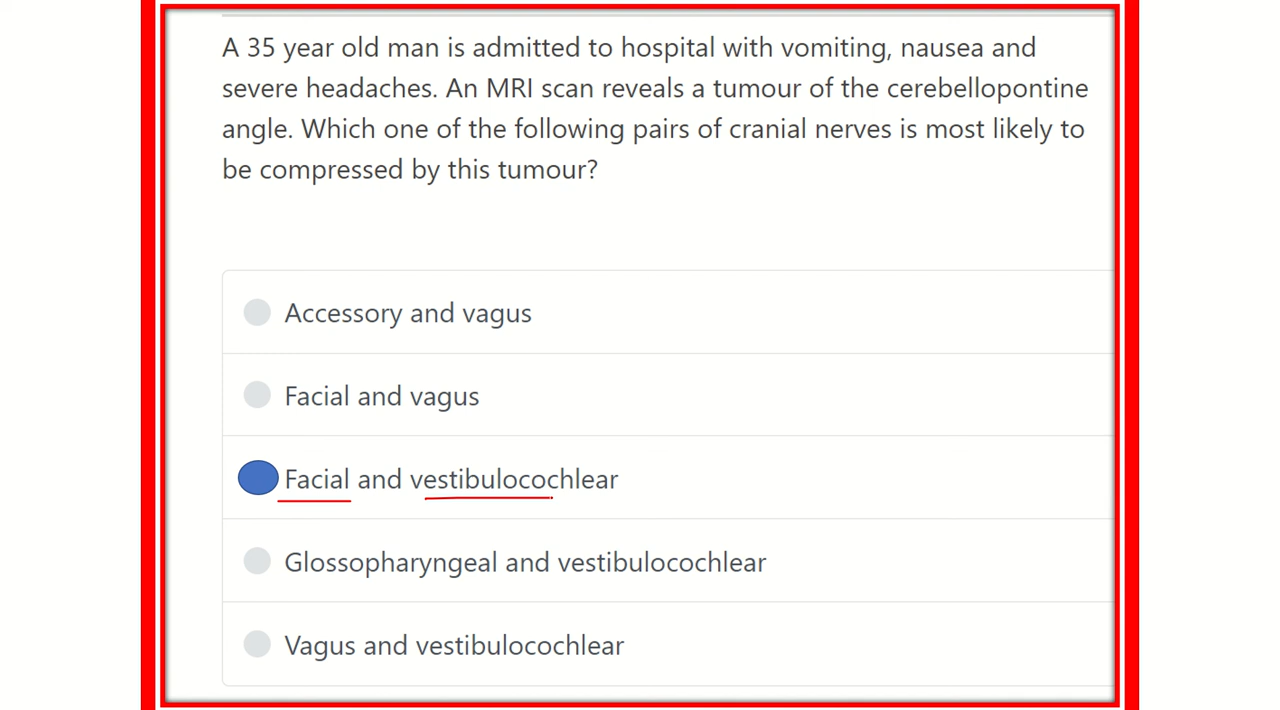 A 35 year old man is admitted to hospital with vomiting, nausea and
severe headaches. An MRI scan reveals a tumour of the cerebellopontine
angle. Which one of the following pairs of cranial nerves is most likely to
be compressed by this tumour?
Accessory and vagus
Facial and vagus
Facial and vestibulocochlear
Glossopharyngeal and vestibulocochlear
Vagus and vestibulocochlear